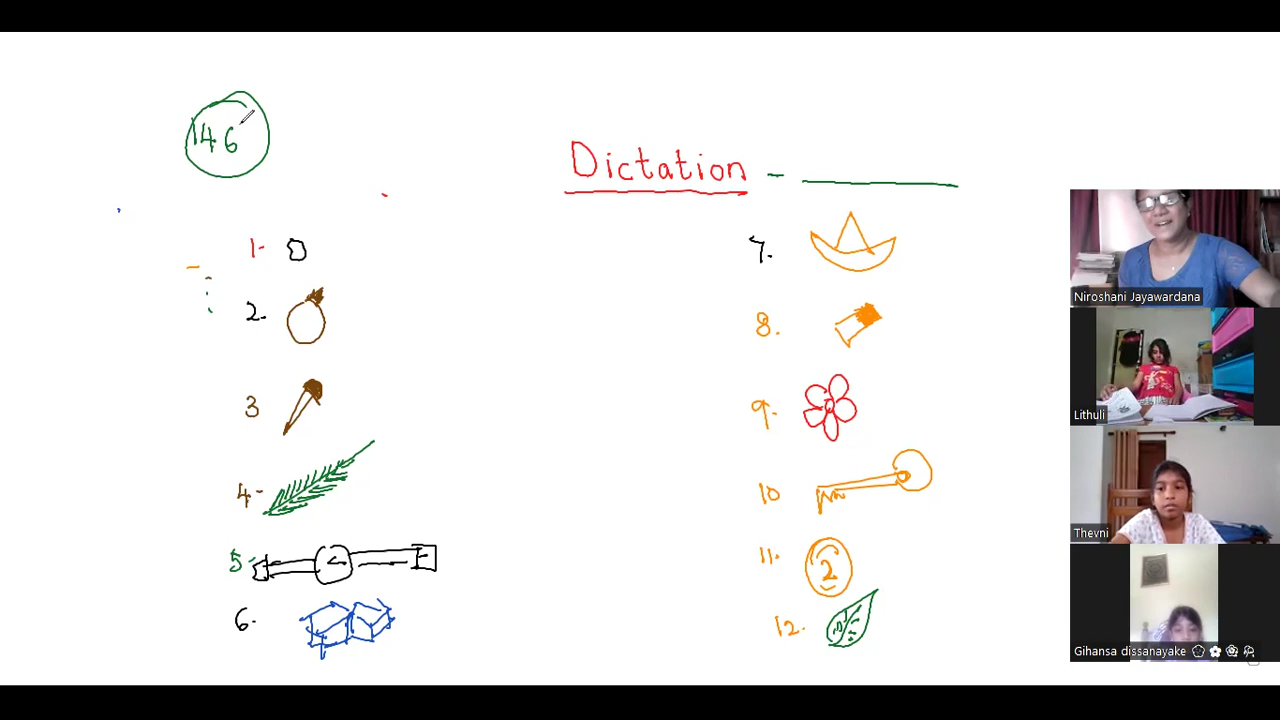 146
Dictation -
1-
2.
3
4-
5-
6.
7.
8.
9.
10
11.
2
12.
Niroshani Jayawardana
Lithuli
Thevni
Gihansa dissanayake